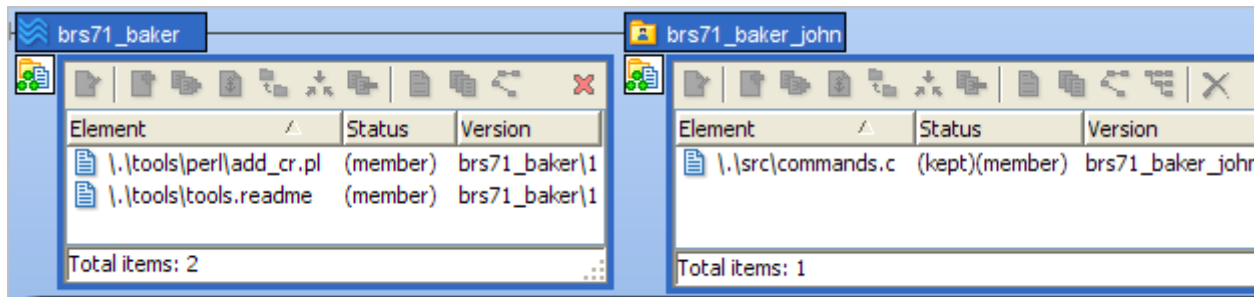 brs71_baker
Element Status Version
\.\tools\perl\add_cr.pl (member) brs71_baker\1
\.\tools\tools.readme (member) brs71_baker\1
Total items: 2
brs71_baker_john
Element Status Version
\.\src\commands.c (kept)(member) brs71_baker_john
Total items: 1